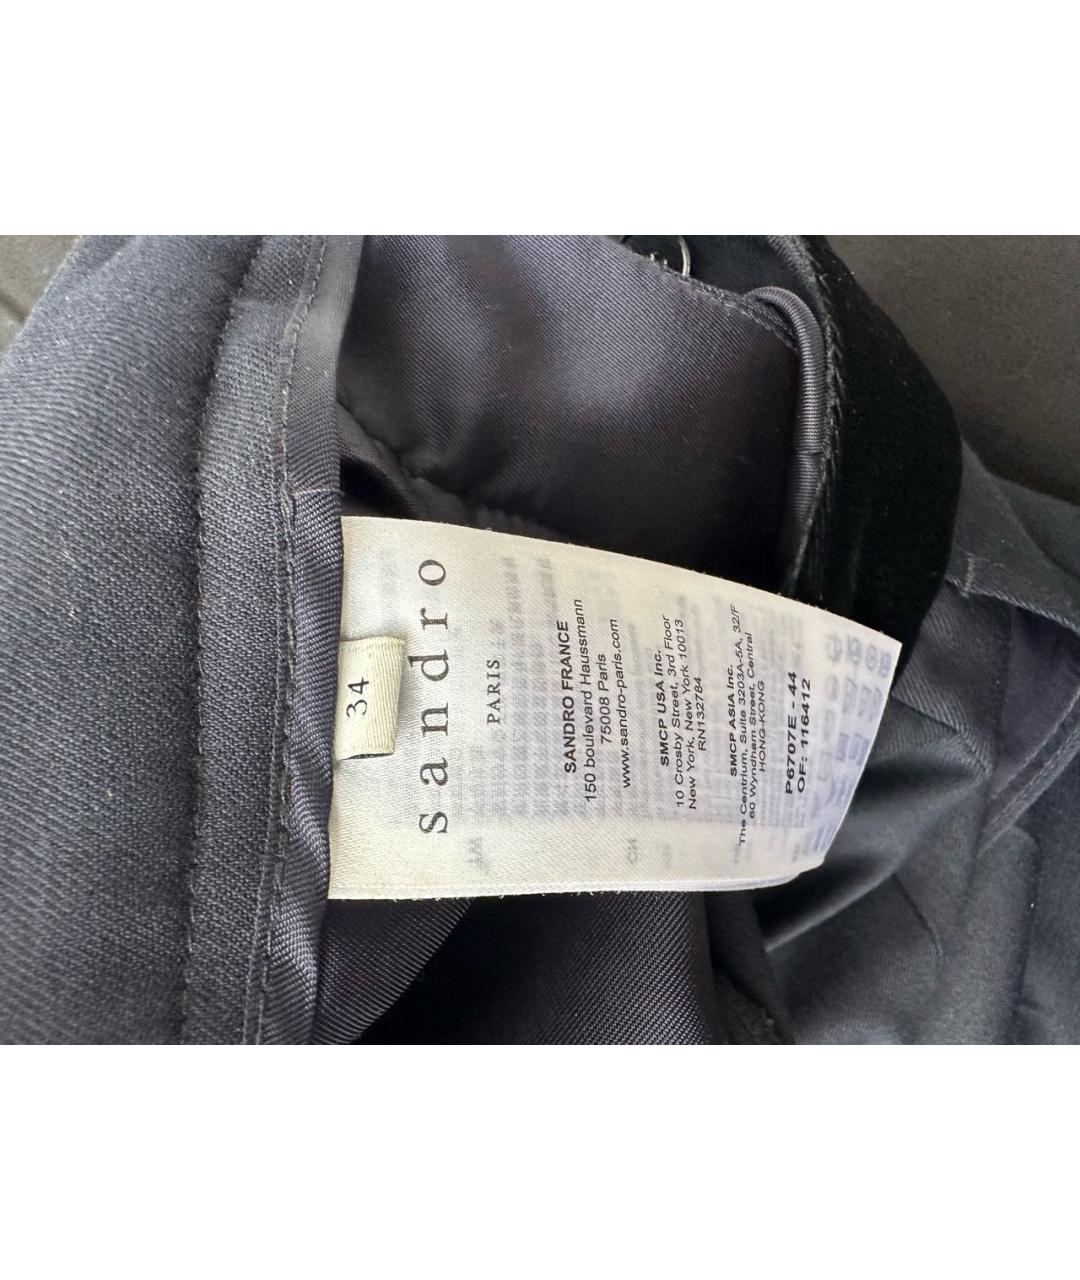 34
sandro
PARIS
SANDRO FRANCE
150 boulevard Haussmann
75008 Paris
www.sandro-paris.com
SMCP USA Inc.
10 Crosby Street, 3rd Floor
New York, New York 10013
RN132784
SMCP ASIA Inc.
The Centrium, Suite 3203A-5A, 32/F
60 Wyndham Street, Central
HONG-KONG
P6707E - 44
OF: 116412